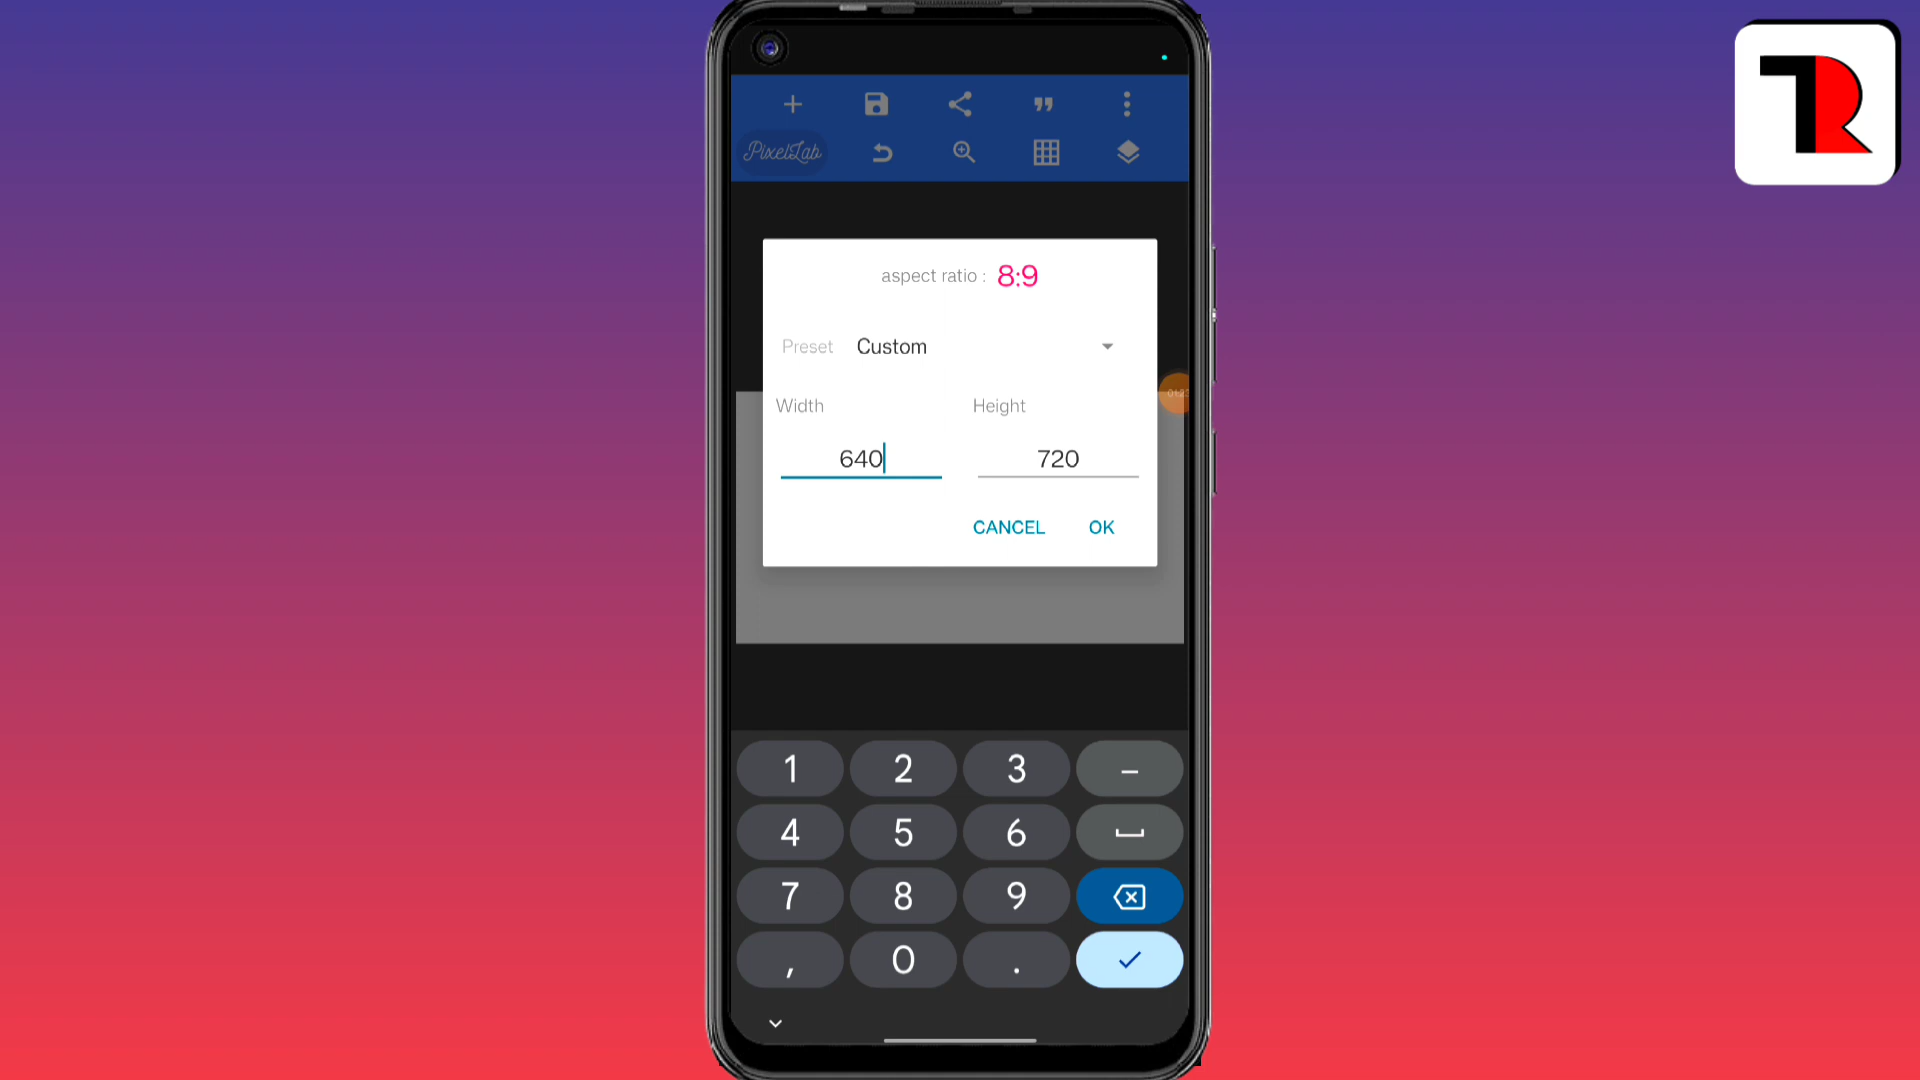 PixelLab
aspect ratio : 8:9
Preset Custom
Width Height
640 720
CANCEL OK
1 2 3 –
4 5 6
7 8 9
, 0 .
TR